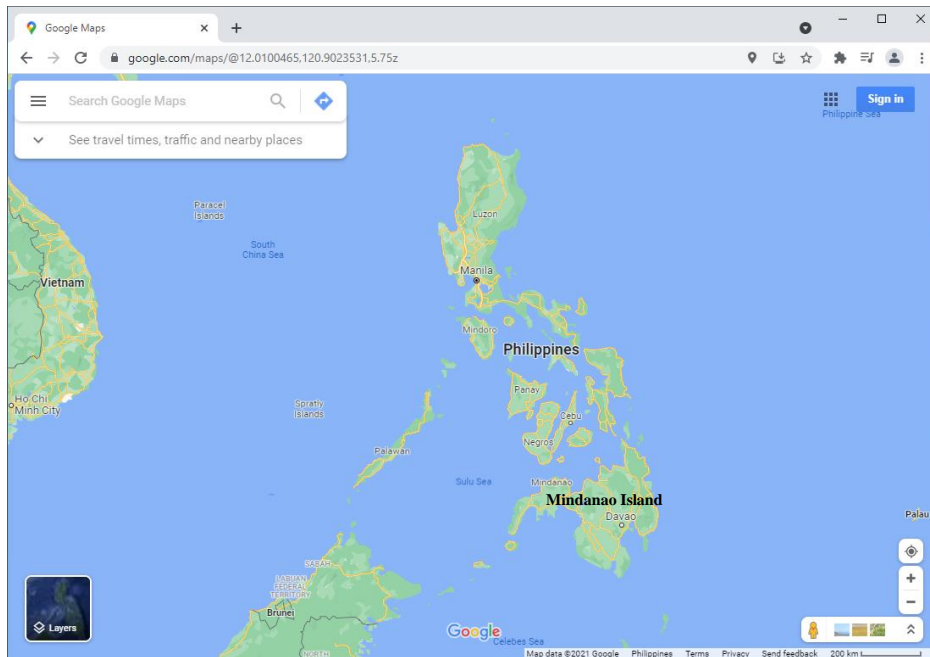 Google Maps
google.com/maps/@12.0100465,120.9023531,5.75z
Search Google Maps
Sign in
See travel times, traffic and nearby places
Philippine Sea
Luzon
Paracel
Islands
South
China Sea
Manila
Vietnam
Mindoro
Philippines
Panay
Ho Chi
Minh City
Spratly
Islands
Cebu
Negros
Palawan
Sulu Sea
Mindanao
Mindanao Island
Davao
Palau
SABAH
LABUAN
FEDERAL
TERRITORY
Brunei
Layers
Google
Celebes Sea
NORTH
Map data ©2021 Google Philippines Terms Privacy Send feedback 200 km